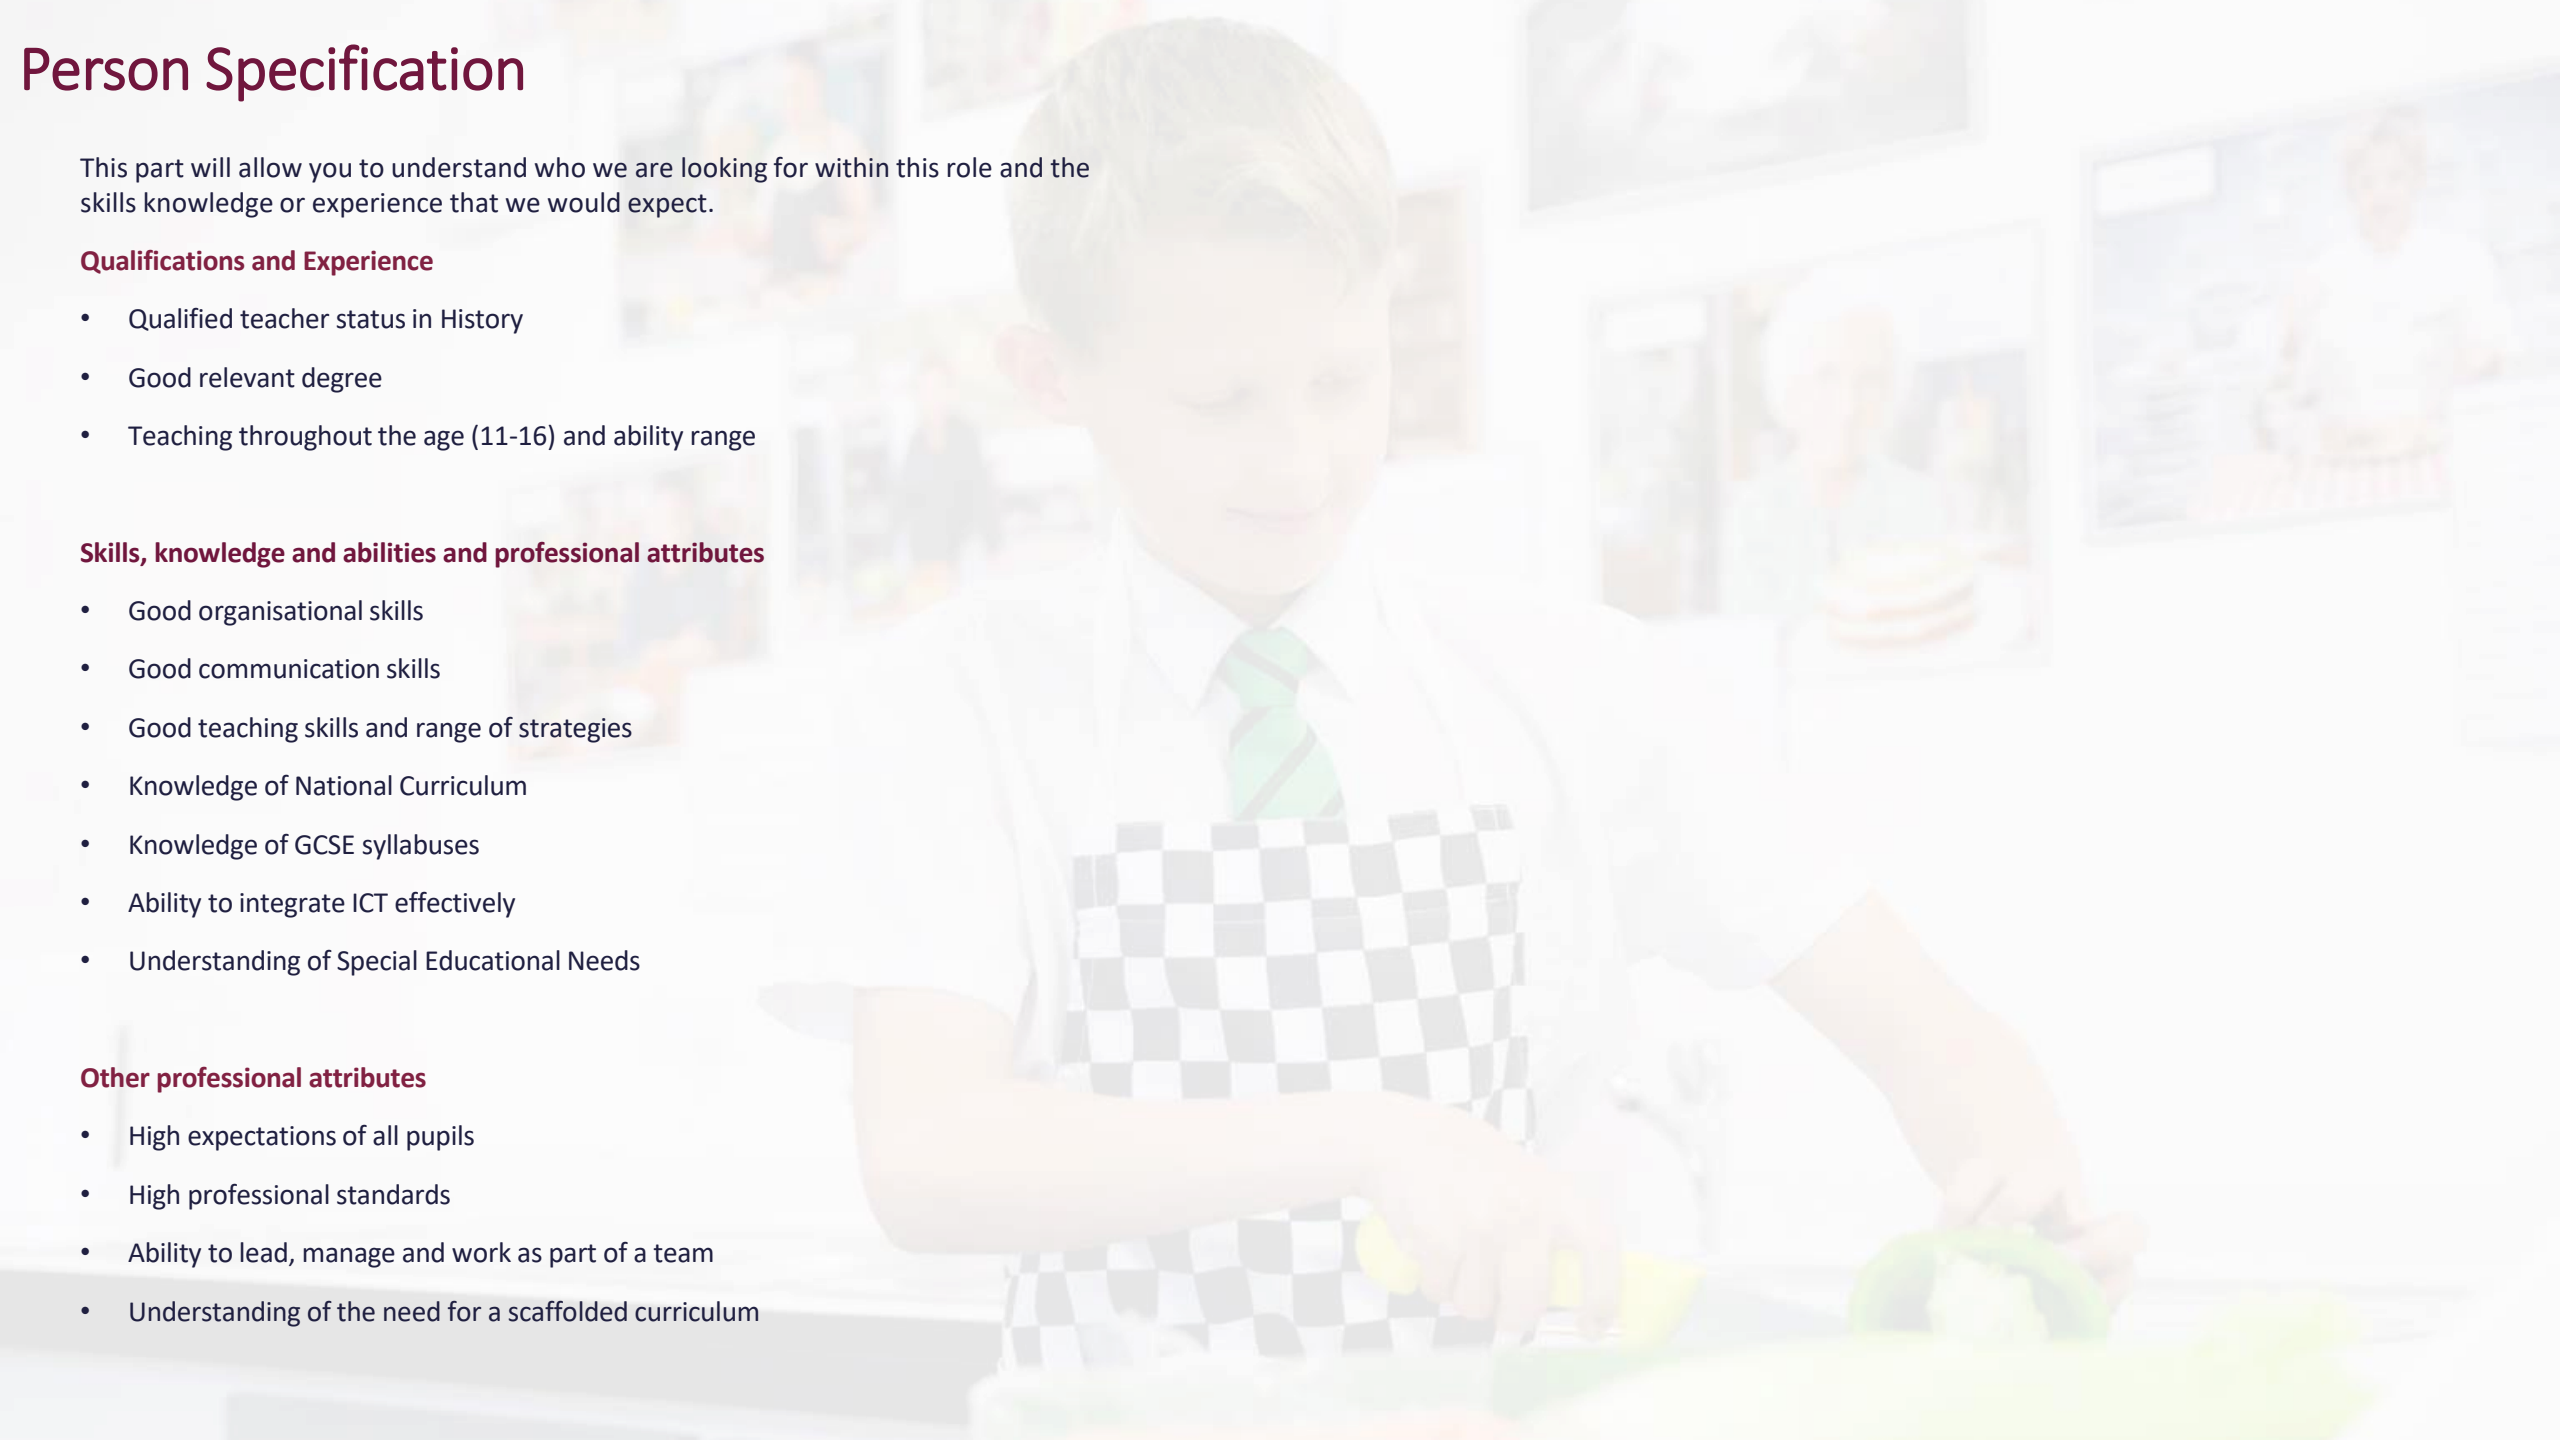 Person Specification
This part will allow you to understand who we are looking for within this role and the
skills knowledge or experience that we would expect.
Qualifications and Experience
• Qualified teacher status in History
• Good relevant degree
• Teaching throughout the age (11-16) and ability range
Skills, knowledge and abilities and professional attributes
• Good organisational skills
• Good communication skills
• Good teaching skills and range of strategies
• Knowledge of National Curriculum
• Knowledge of GCSE syllabuses
• Ability to integrate ICT effectively
• Understanding of Special Educational Needs
Other professional attributes
• High expectations of all pupils
• High professional standards
• Ability to lead, manage and work as part of a team
• Understanding of the need for a scaffolded curriculum